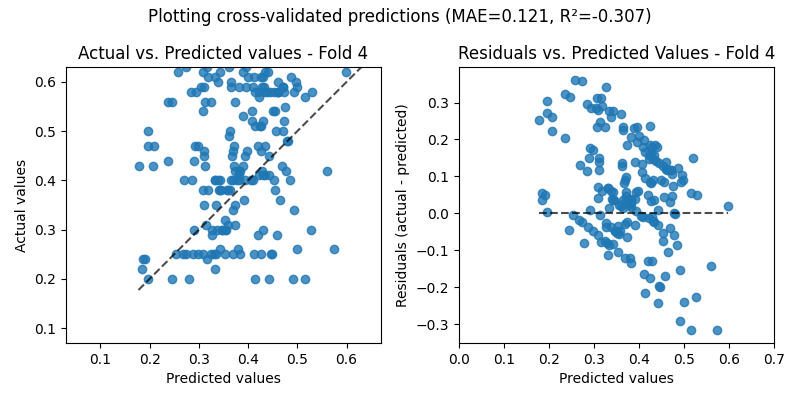 Plotting cross-validated predictions (MAE=0.121, R²=-0.307)
Actual vs. Predicted values - Fold 4
Actual values
0.6
0.5
0.4
0.3
0.2
0.1
0.1 0.2 0.3 0.4 0.5 0.6
Predicted values
Residuals vs. Predicted Values - Fold 4
Residuals (actual - predicted)
0.3
0.2
0.1
0.0
−0.1
−0.2
−0.3
0.0 0.1 0.2 0.3 0.4 0.5 0.6 0.7
Predicted values